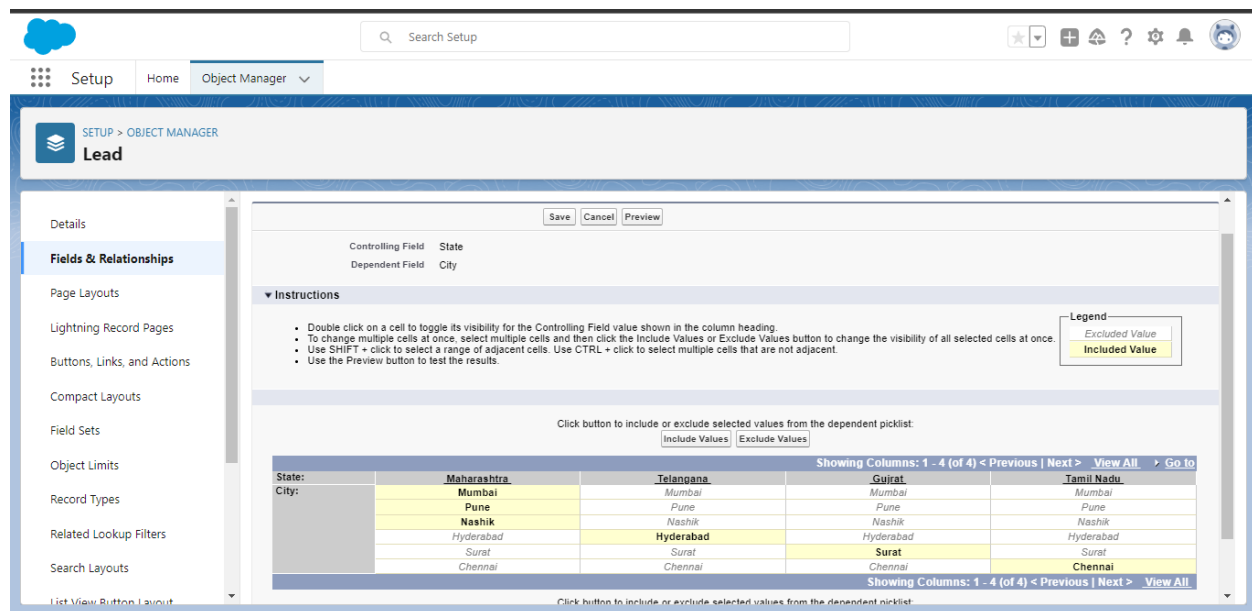 Search Setup
Setup Home Object Manager
SETUP > OBJECT MANAGER
Lead
Details
Fields & Relationships
Page Layouts
Lightning Record Pages
Buttons, Links, and Actions
Compact Layouts
Field Sets
Object Limits
Record Types
Related Lookup Filters
Search Layouts
List View Button Layout
Save Cancel Preview
Controlling Field State
Dependent Field City
Instructions
• Double click on a cell to toggle its visibility for the Controlling Field value shown in the column heading.
• To change multiple cells at once, select multiple cells and then click the Include Values or Exclude Values button to change the visibility of all selected cells at once.
• Use SHIFT + click to select a range of adjacent cells. Use CTRL + click to select multiple cells that are not adjacent.
• Use the Preview button to test the results.
Legend
Excluded Value
Included Value
Click button to include or exclude selected values from the dependent picklist:
Include Values Exclude Values
Showing Columns: 1 - 4 (of 4) < Previous | Next > View All Go to
State: Maharashtra Telangana Gujrat Tamil Nadu
City: Mumbai Mumbai Mumbai Mumbai
Pune Pune Pune Pune
Nashik Nashik Nashik Nashik
Hyderabad Hyderabad Hyderabad Hyderabad
Surat Surat Surat Surat
Chennai Chennai Chennai Chennai
Showing Columns: 1 - 4 (of 4) < Previous | Next > View All
Click button to include or exclude selected values from the dependent picklist: